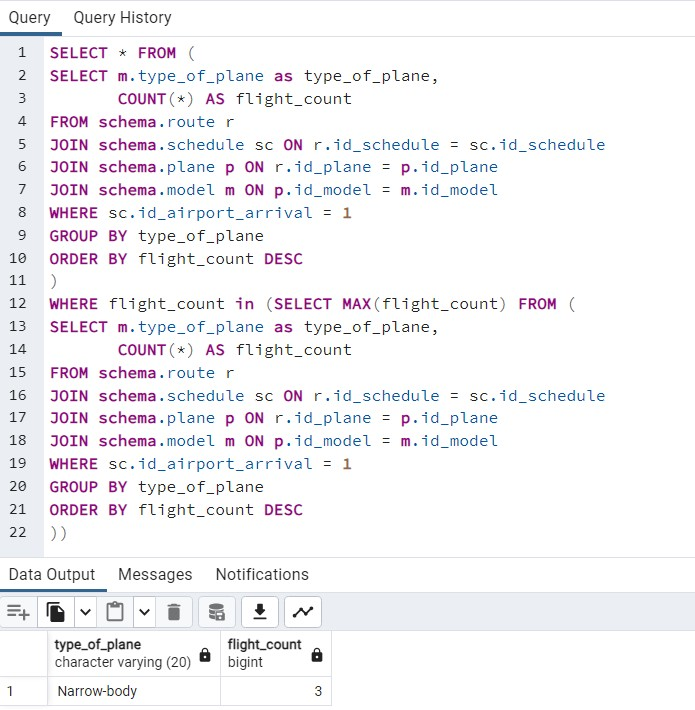 Query Query History
1 SELECT * FROM (
2 SELECT m.type_of_plane as type_of_plane,
3 COUNT(*) AS flight_count
4 FROM schema.route r
5 JOIN schema.schedule sc ON r.id_schedule = sc.id_schedule
6 JOIN schema.plane p ON r.id_plane = p.id_plane
7 JOIN schema.model m ON p.id_model = m.id_model
8 WHERE sc.id_airport_arrival = 1
9 GROUP BY type_of_plane
10 ORDER BY flight_count DESC
11 )
12 WHERE flight_count in (SELECT MAX(flight_count) FROM (
13 SELECT m.type_of_plane as type_of_plane,
14 COUNT(*) AS flight_count
15 FROM schema.route r
16 JOIN schema.schedule sc ON r.id_schedule = sc.id_schedule
17 JOIN schema.plane p ON r.id_plane = p.id_plane
18 JOIN schema.model m ON p.id_model = m.id_model
19 WHERE sc.id_airport_arrival = 1
20 GROUP BY type_of_plane
21 ORDER BY flight_count DESC
22 ))
Data Output Messages Notifications
type_of_plane flight_count
character varying (20) bigint
1 Narrow-body 3